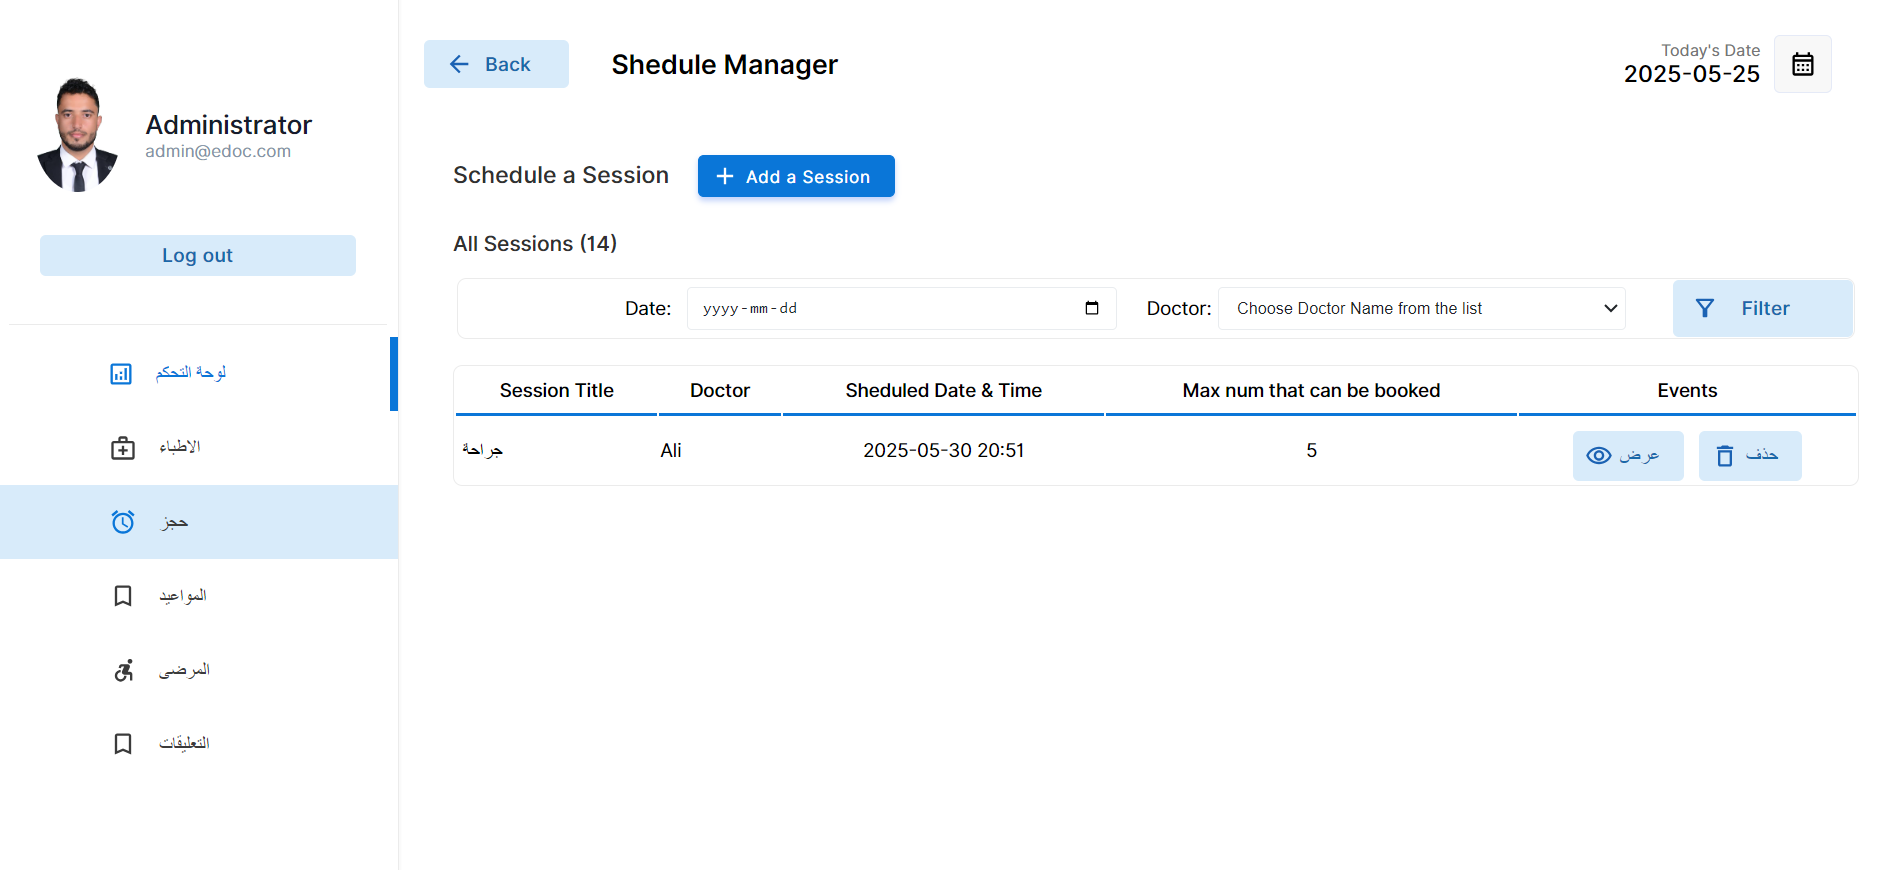 Administrator
admin@edoc.com
Log out
لوحة التحكم
الاطباء
حجز
المواعيد
المرضى
التعليقات
Back
Shedule Manager
Today's Date
2025-05-25
Schedule a Session
Add a Session
All Sessions (14)
Date: yyyy-mm-dd Doctor: Choose Doctor Name from the list Filter
Session Title Doctor Sheduled Date & Time Max num that can be booked Events
جراحة Ali 2025-05-30 20:51 5 عرض حذف